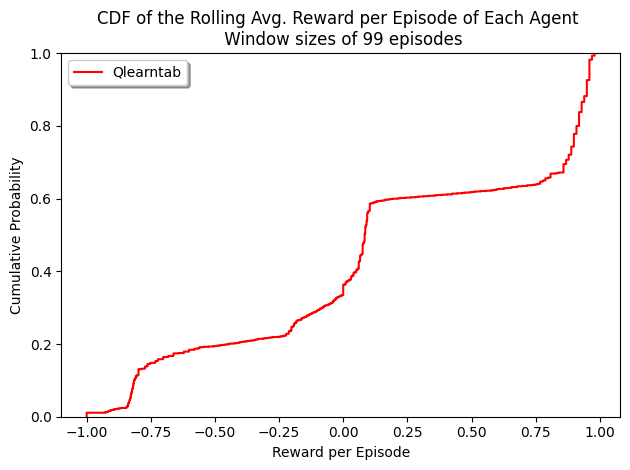 CDF of the Rolling Avg. Reward per Episode of Each Agent
Window sizes of 99 episodes
Qlearntab
Cumulative Probability
1.0
0.8
0.6
0.4
0.2
0.0
−1.00 −0.75 −0.50 −0.25 0.00 0.25 0.50 0.75 1.00
Reward per Episode